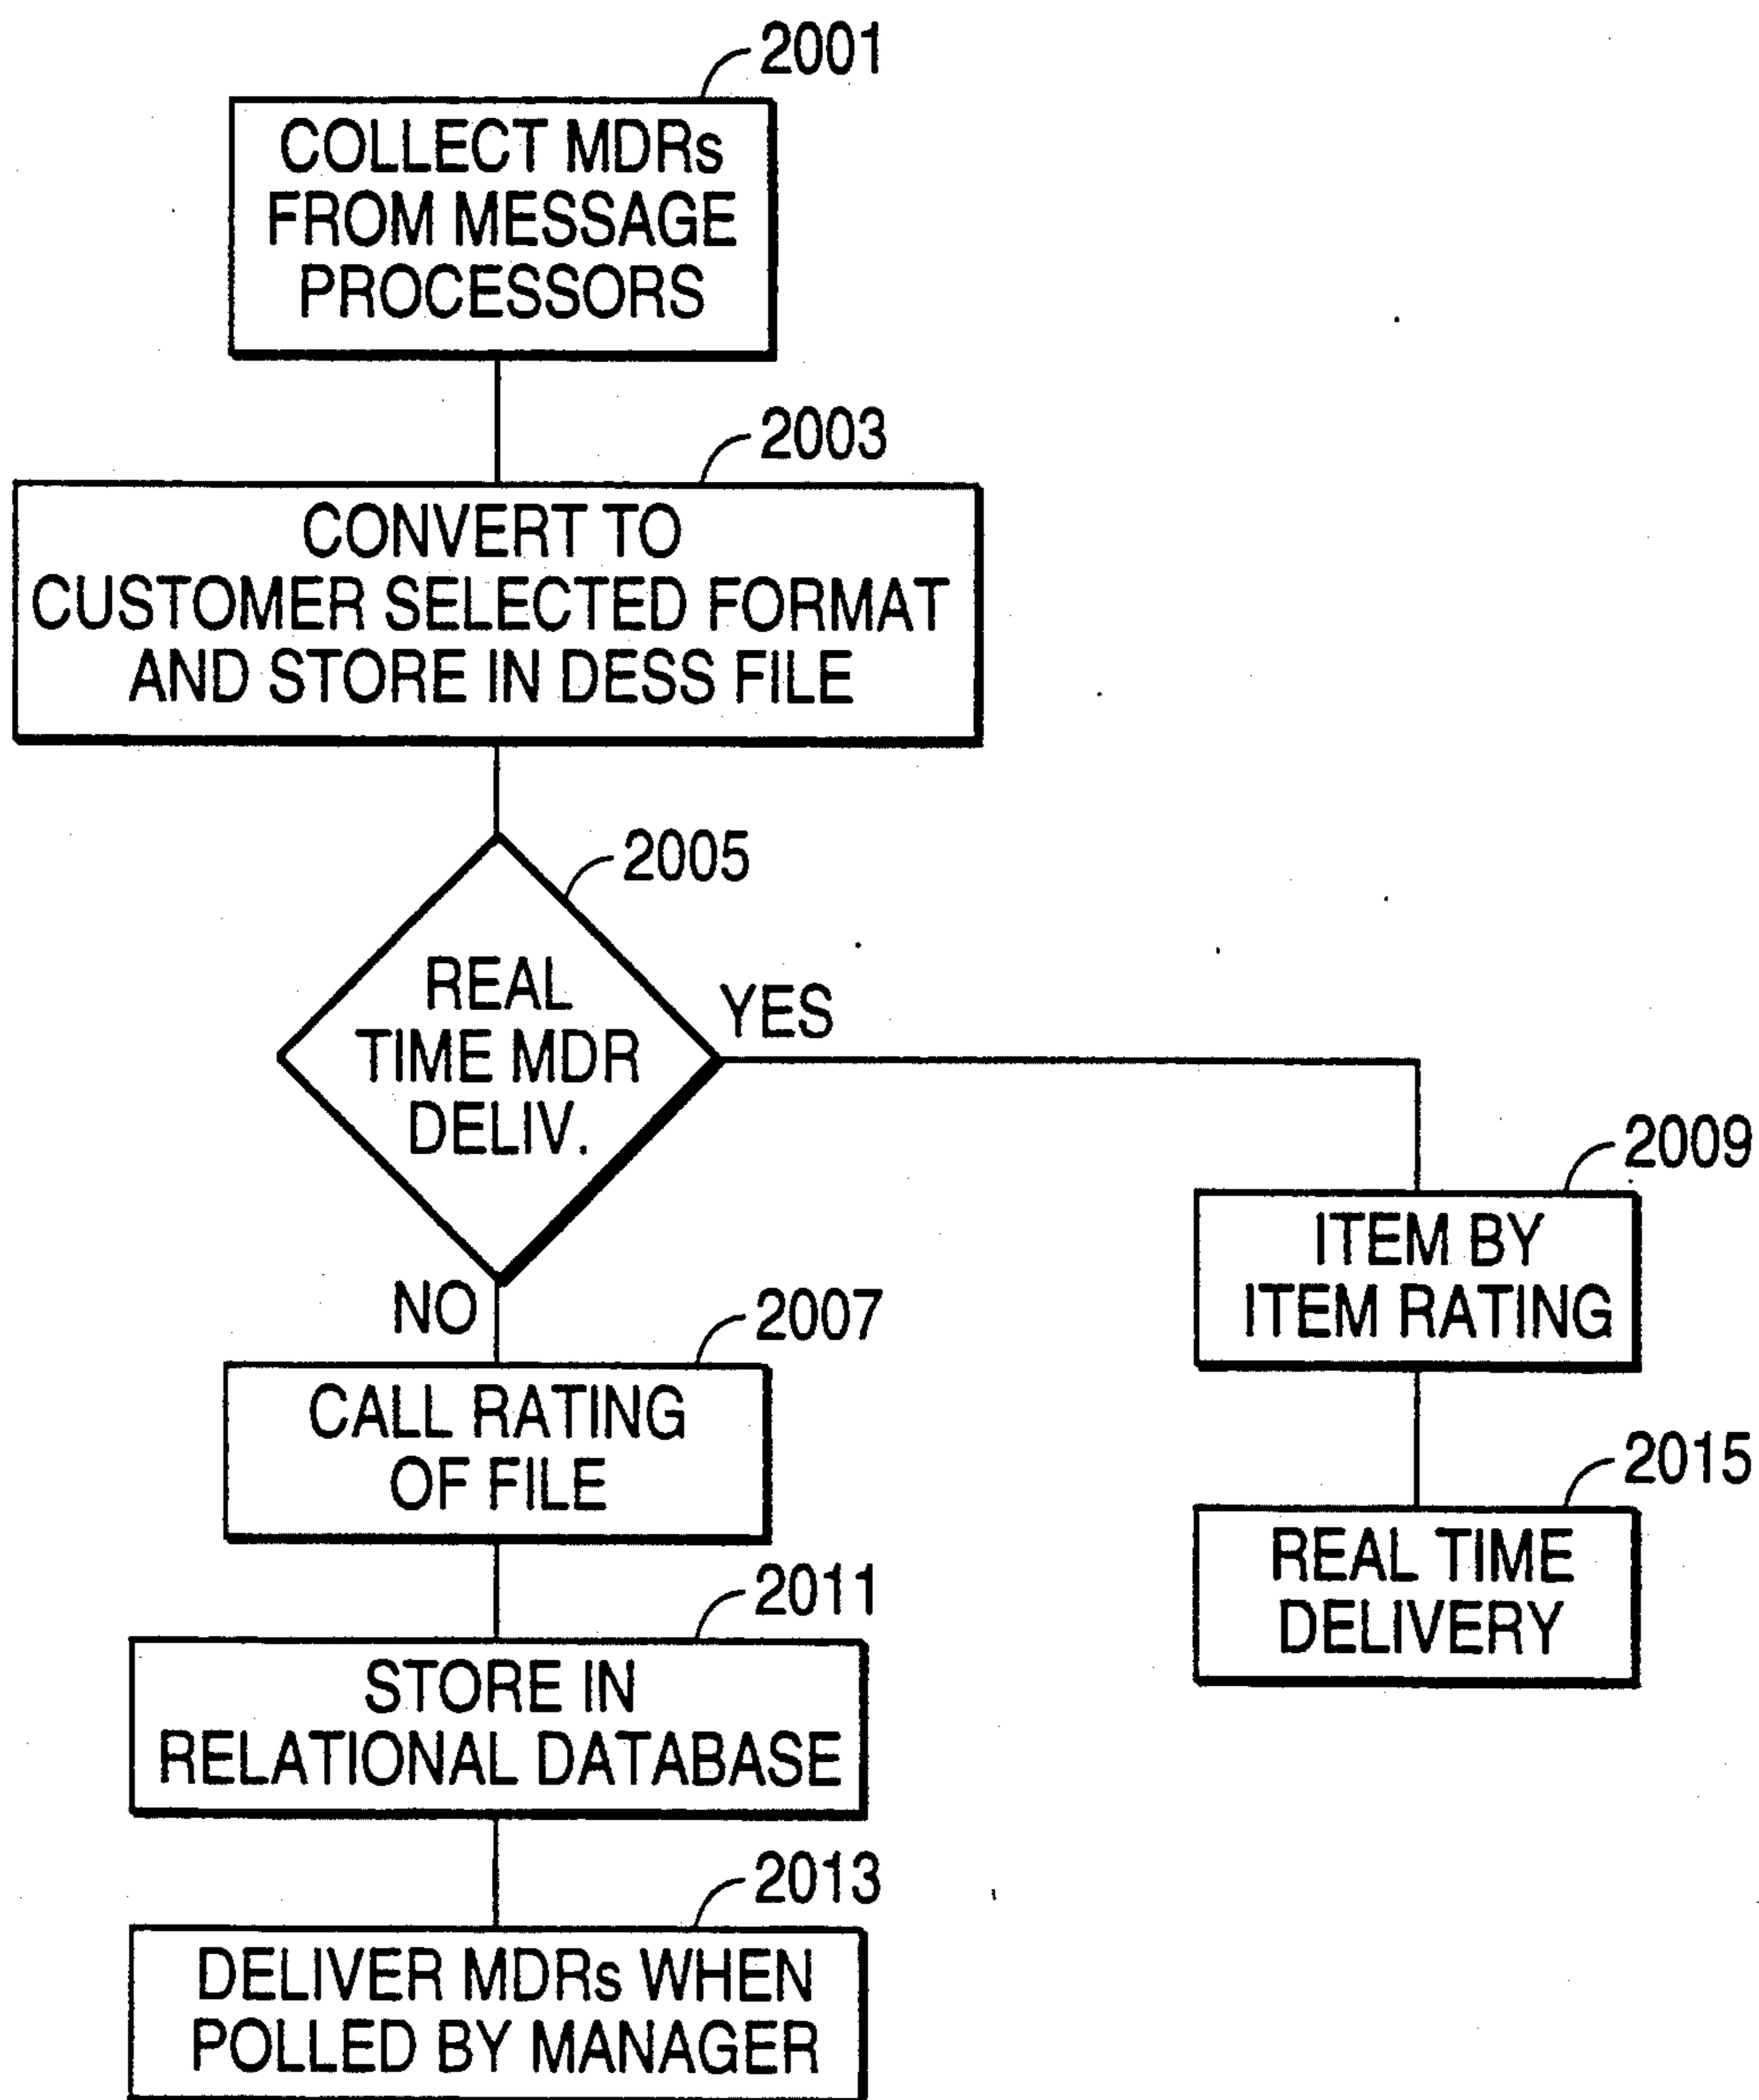 2001
COLLECT MDRs
FROM MESSAGE
PROCESSORS
2003
CONVERT TO
CUSTOMER SELECTED FORMAT
AND STORE IN DESS FILE
2005
REAL
TIME MDR
DELIV.
YES
NO
2007
CALL RATING
OF FILE
2009
ITEM BY
ITEM RATING
2011
STORE IN
RELATIONAL DATABASE
2015
REAL TIME
DELIVERY
2013
DELIVER MDRs WHEN
POLLED BY MANAGER